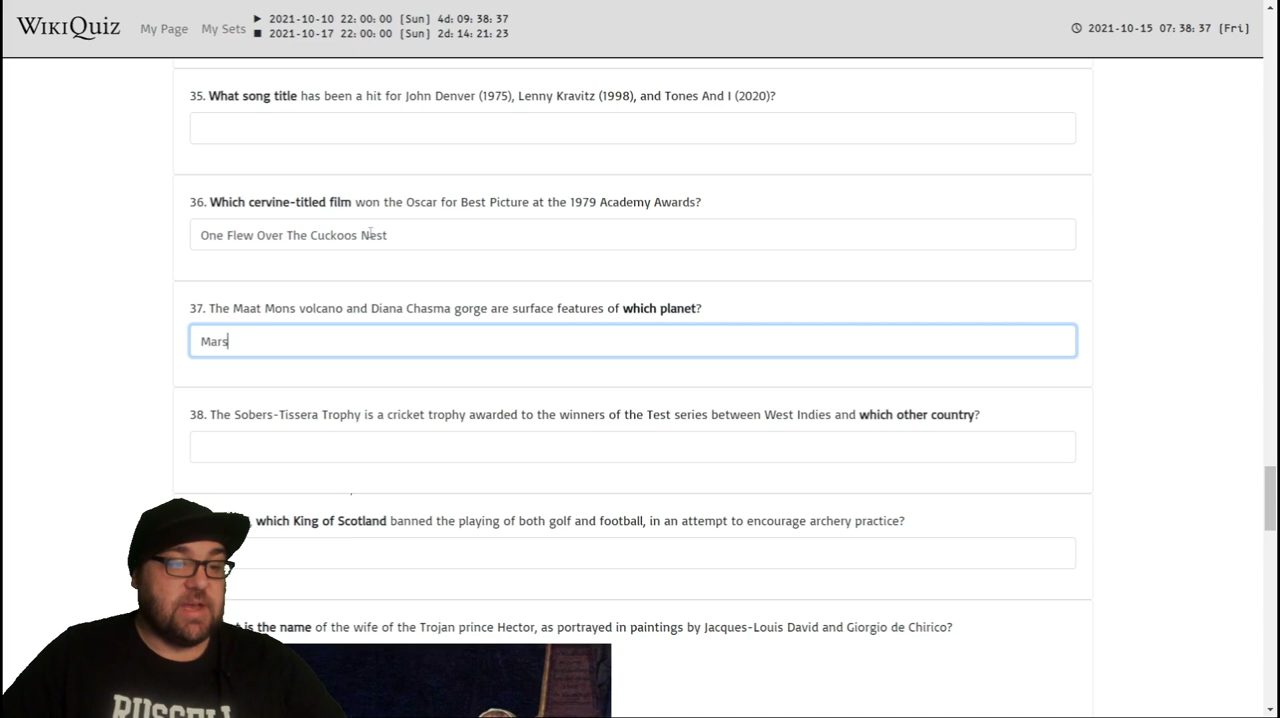 WikiQuiz My Page My Sets ▶ 2021-10-10 22:00:00 [Sun] 4d:09:38:37
■ 2021-10-17 22:00:00 [Sun] 2d:14:21:23
2021-10-15 07:38:37 [Fri]
35. What song title has been a hit for John Denver (1975), Lenny Kravitz (1998), and Tones And I (2020)?
36. Which cervine-titled film won the Oscar for Best Picture at the 1979 Academy Awards?
One Flew Over The Cuckoos Nest
37. The Maat Mons volcano and Diana Chasma gorge are surface features of which planet?
Mars
38. The Sobers-Tissera Trophy is a cricket trophy awarded to the winners of the Test series between West Indies and which other country?
which King of Scotland banned the playing of both golf and football, in an attempt to encourage archery practice?
is the name of the wife of the Trojan prince Hector, as portrayed in paintings by Jacques-Louis David and Giorgio de Chirico?
RUSSELL